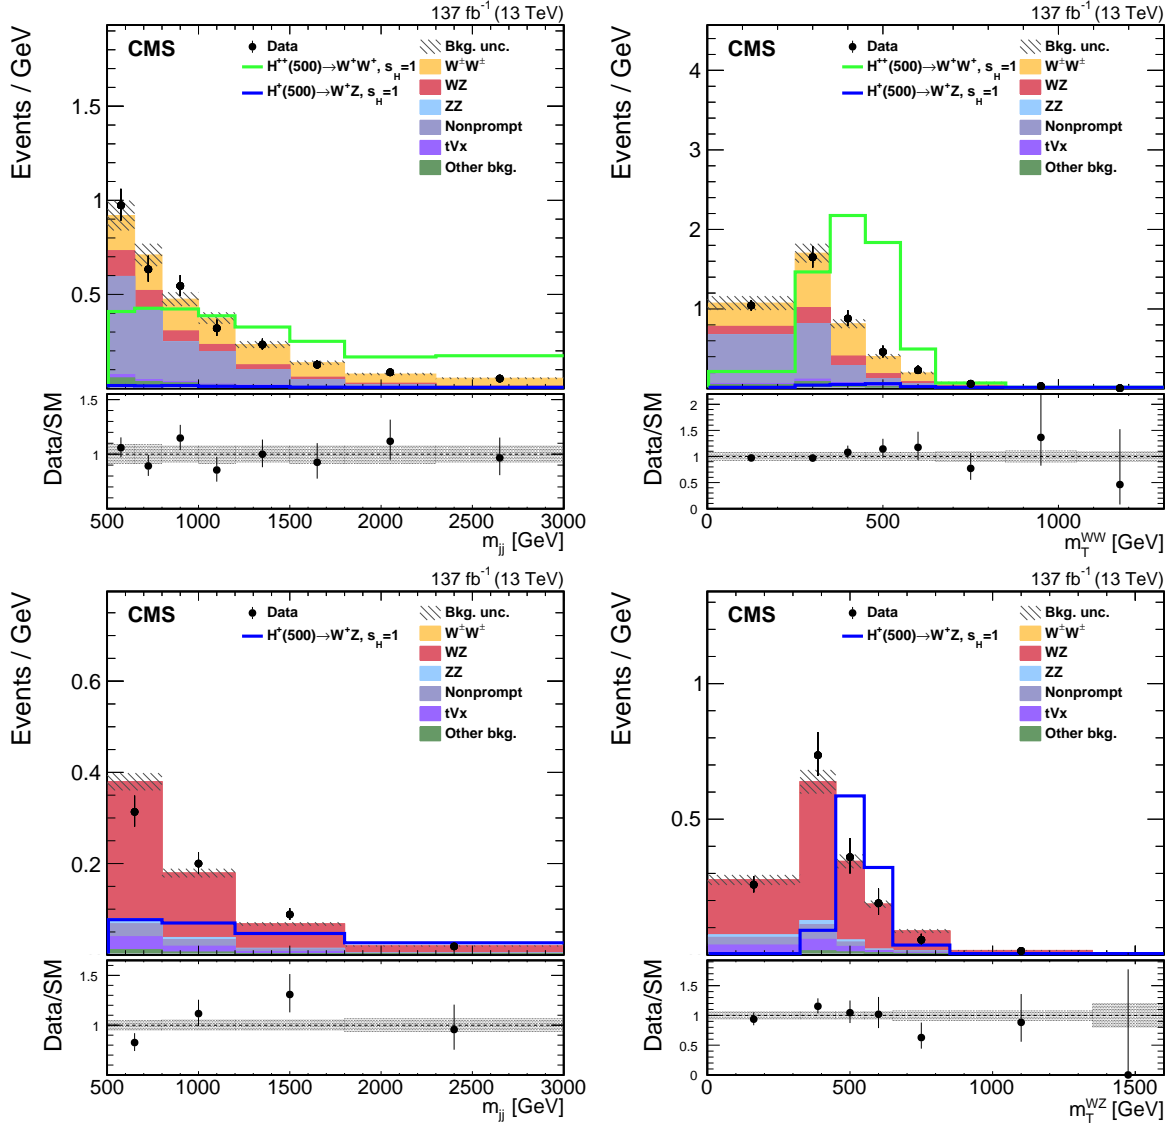 137 fb⁻¹ (13 TeV)
CMS
Events / GeV
Data
H⁺⁺(500)→W⁺W⁺, s_H=1
H⁺(500)→W⁺Z, s_H=1
Bkg. unc.
W±W±
WZ
ZZ
Nonprompt
tVx
Other bkg.
1.5
1
0.5
Data/SM
1.5
1
500 1000 1500 2000 2500 3000
m_jj [GeV]
137 fb⁻¹ (13 TeV)
CMS
Events / GeV
Data
H⁺⁺(500)→W⁺W⁺, s_H=1
H⁺(500)→W⁺Z, s_H=1
Bkg. unc.
W±W±
WZ
ZZ
Nonprompt
tVx
Other bkg.
4
3
2
1
Data/SM
2
1.5
1
0.5
0
0 500 1000
m_T^WW [GeV]
137 fb⁻¹ (13 TeV)
CMS
Events / GeV
Data
H⁺(500)→W⁺Z, s_H=1
Bkg. unc.
W±W±
WZ
ZZ
Nonprompt
tVx
Other bkg.
0.6
0.4
0.2
Data/SM
1.5
1
500 1000 1500 2000 2500 3000
m_jj [GeV]
137 fb⁻¹ (13 TeV)
CMS
Events / GeV
Data
H⁺(500)→W⁺Z, s_H=1
Bkg. unc.
W±W±
WZ
ZZ
Nonprompt
tVx
Other bkg.
1
0.5
Data/SM
1.5
1
0.5
0
0 500 1000 1500
m_T^WZ [GeV]